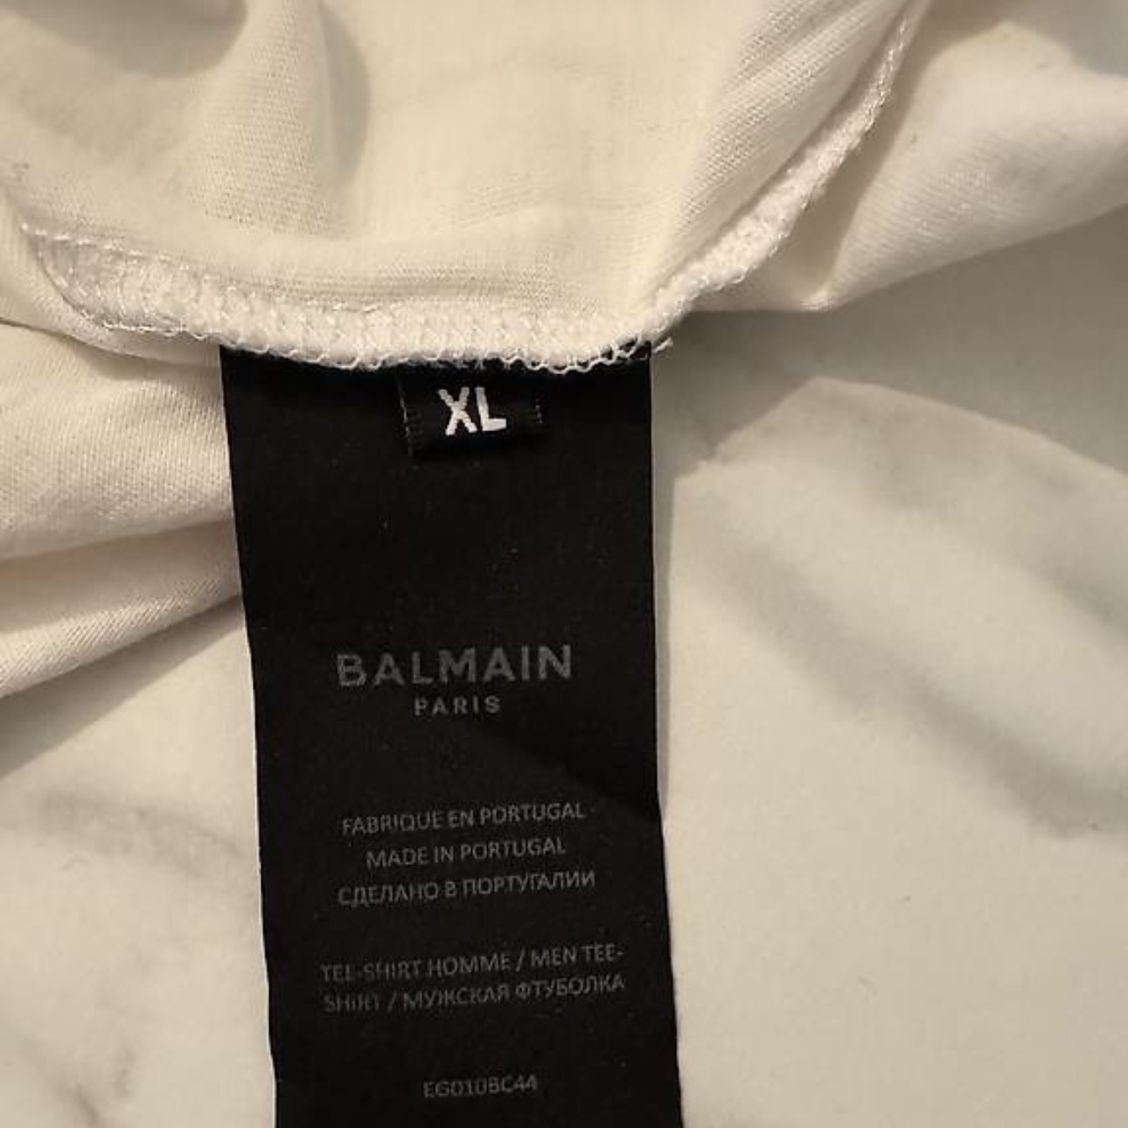 XL
BALMAIN
PARIS
FABRIQUE EN PORTUGAL
MADE IN PORTUGAL
СДЕЛАНО В ПОРТУГАЛИИ
TEE-SHIRT HOMME / MEN TEE-
SHIRT / МУЖСКАЯ ФТУБОЛКА
EG010BC44